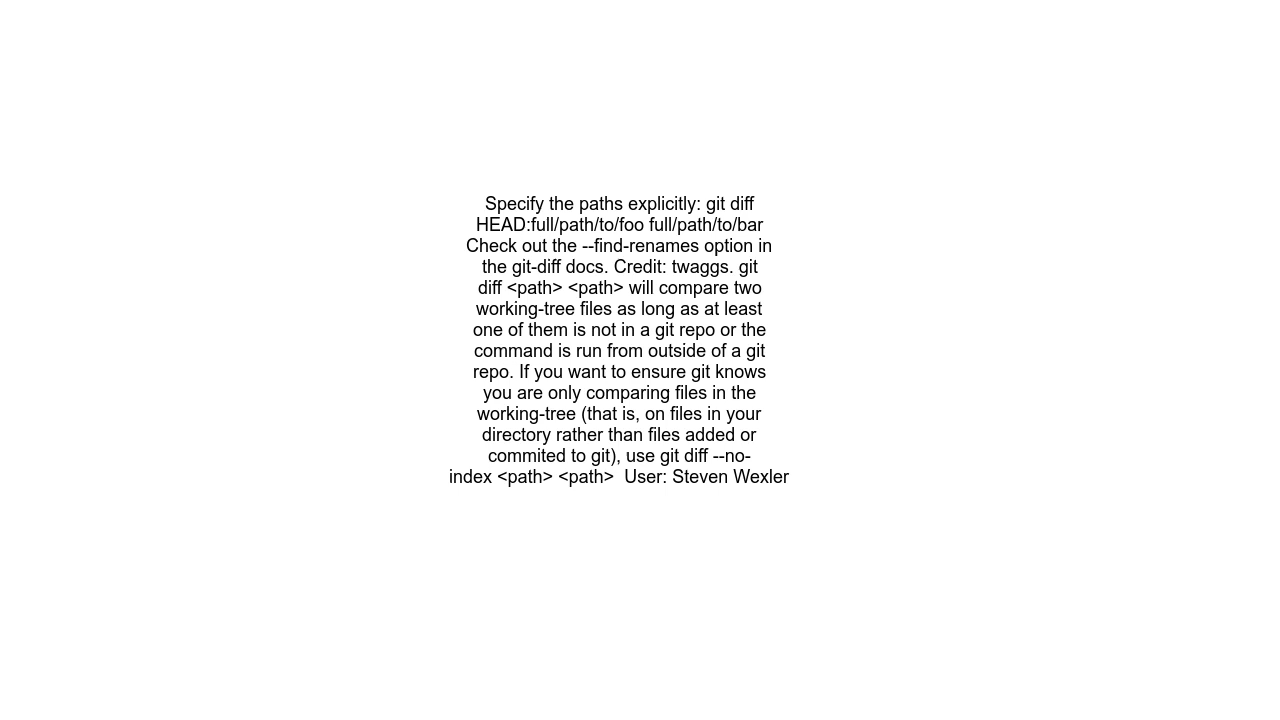 Specify the paths explicitly: git diff
HEAD:full/path/to/foo full/path/to/bar
Check out the --find-renames option in
the git-diff docs. Credit: twaggs. git
diff <path> <path> will compare two
working-tree files as long as at least
one of them is not in a git repo or the
command is run from outside of a git
repo. If you want to ensure git knows
you are only comparing files in the
working-tree (that is, on files in your
directory rather than files added or
commited to git), use git diff --no-
index <path> <path>  User: Steven Wexler